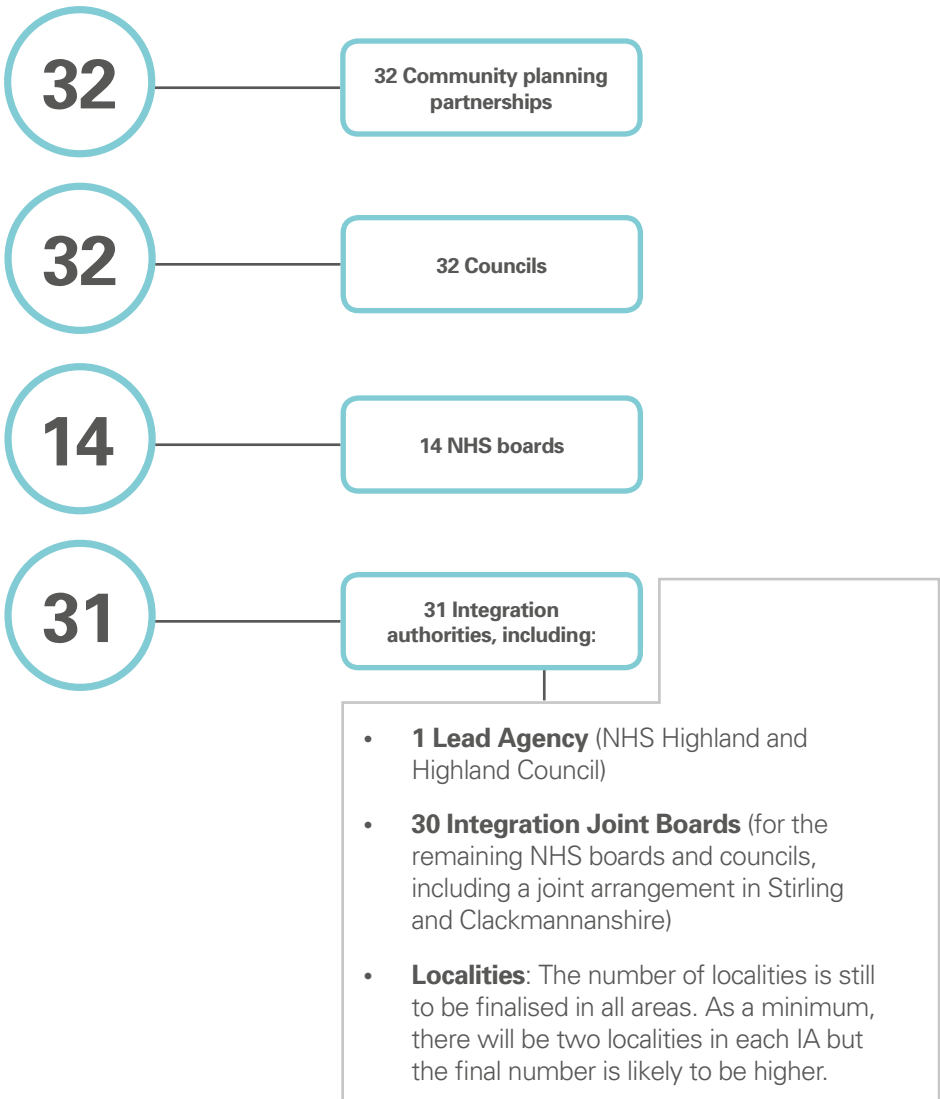 32
32 Community planning
partnerships
32
32 Councils
14
14 NHS boards
31
31 Integration
authorities, including:
• 1 Lead Agency (NHS Highland and
Highland Council)
• 30 Integration Joint Boards (for the
remaining NHS boards and councils,
including a joint arrangement in Stirling
and Clackmannanshire)
• Localities: The number of localities is still
to be finalised in all areas. As a minimum,
there will be two localities in each IA but
the final number is likely to be higher.